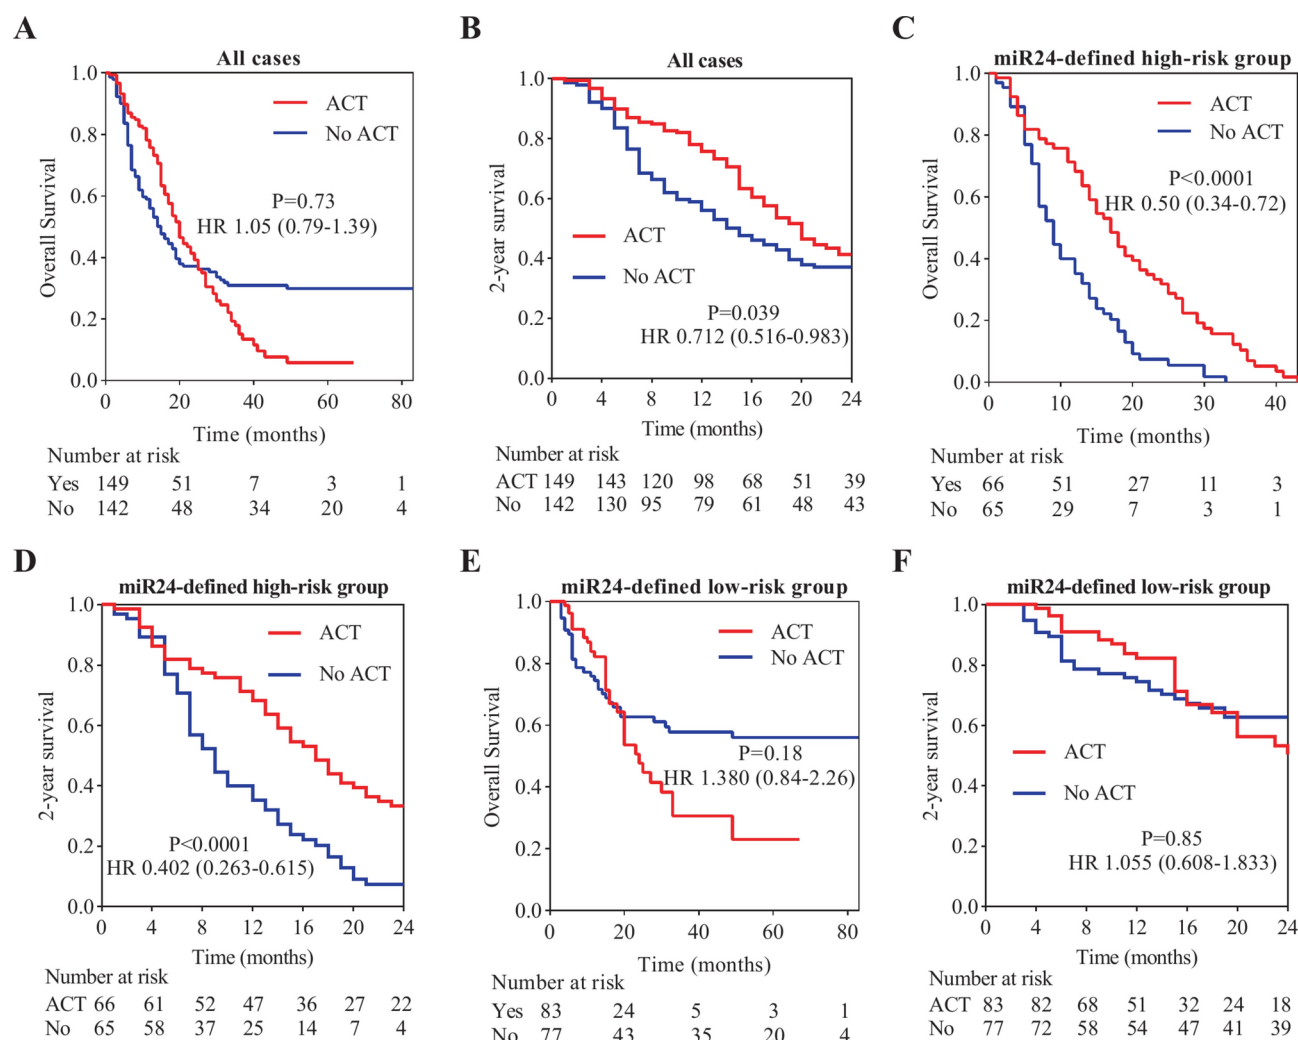 A
All cases
1.0
0.8
0.6
0.4
0.2
0.0
Overall Survival
ACT
No ACT
P=0.73
HR 1.05 (0.79-1.39)
0 20 40 60 80
Time (months)
Number at risk
Yes 149 51 7 3 1
No 142 48 34 20 4
B
All cases
1.0
0.8
0.6
0.4
0.2
0.0
2-year survival
ACT
No ACT
P=0.039
HR 0.712 (0.516-0.983)
0 4 8 12 16 20 24
Time (months)
Number at risk
ACT 149 143 120 98 68 51 39
No 142 130 95 79 61 48 43
C
miR24-defined high-risk group
1.0
0.8
0.6
0.4
0.2
0.0
Overall Survival
ACT
No ACT
P<0.0001
HR 0.50 (0.34-0.72)
0 10 20 30 40
Time (months)
Number at risk
Yes 66 51 27 11 3
No 65 29 7 3 1
D
miR24-defined high-risk group
1.0
0.8
0.6
0.4
0.2
0.0
2-year survival
ACT
No ACT
P<0.0001
HR 0.402 (0.263-0.615)
0 4 8 12 16 20 24
Time (months)
Number at risk
ACT 66 61 52 47 36 27 22
No 65 58 37 25 14 7 4
E
miR24-defined low-risk group
1.0
0.8
0.6
0.4
0.2
0.0
Overall Survival
ACT
No ACT
P=0.18
HR 1.380 (0.84-2.26)
0 20 40 60 80
Time (months)
Number at risk
Yes 83 24 5 3 1
No 77 43 35 20 4
F
miR24-defined low-risk group
1.0
0.8
0.6
0.4
0.2
0.0
2-year survival
ACT
No ACT
P=0.85
HR 1.055 (0.608-1.833)
0 4 8 12 16 20 24
Time (months)
Number at risk
ACT 83 82 68 51 32 24 18
No 77 72 58 54 47 41 39